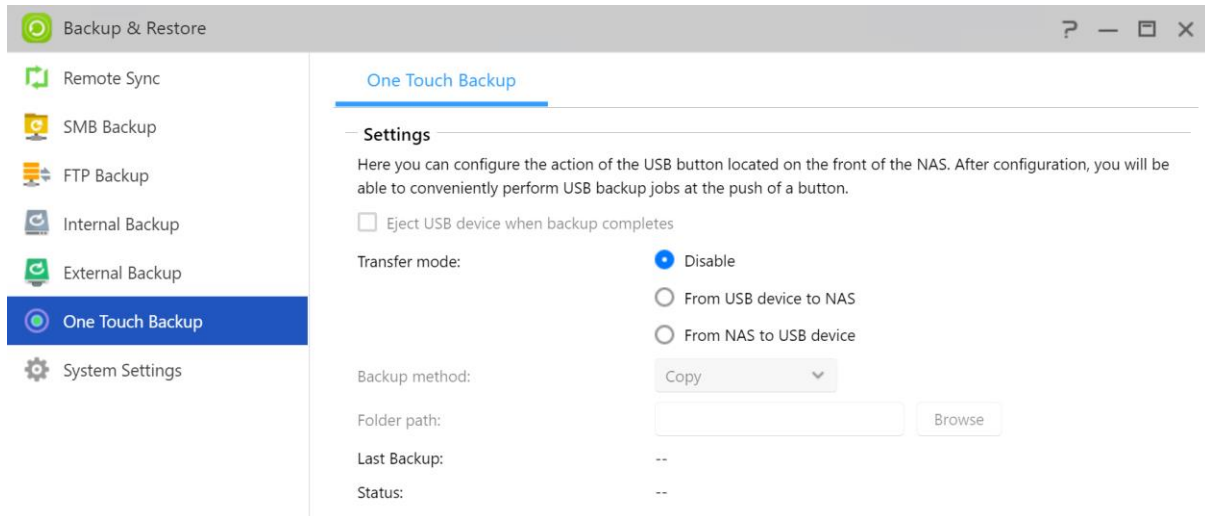 Backup & Restore
Remote Sync
SMB Backup
FTP Backup
Internal Backup
External Backup
One Touch Backup
System Settings
One Touch Backup
Settings
Here you can configure the action of the USB button located on the front of the NAS. After configuration, you will be
able to conveniently perform USB backup jobs at the push of a button.
Eject USB device when backup completes
Transfer mode:
Disable
From USB device to NAS
From NAS to USB device
Backup method:
Copy
Folder path:
Browse
Last Backup:
--
Status:
--